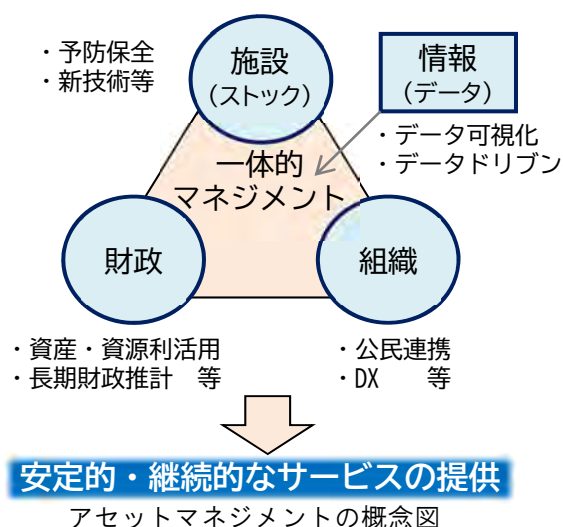 ・予防保全
・新技術等
施設
（ストック）
情報
（データ）
・データ可視化
・データドリブン
一体的
マネジメント
財政
組織
・資産・資源利活用
・長期財政推計　等
・公民連携
・DX　　等
安定的・継続的なサービスの提供
アセットマネジメントの概念図